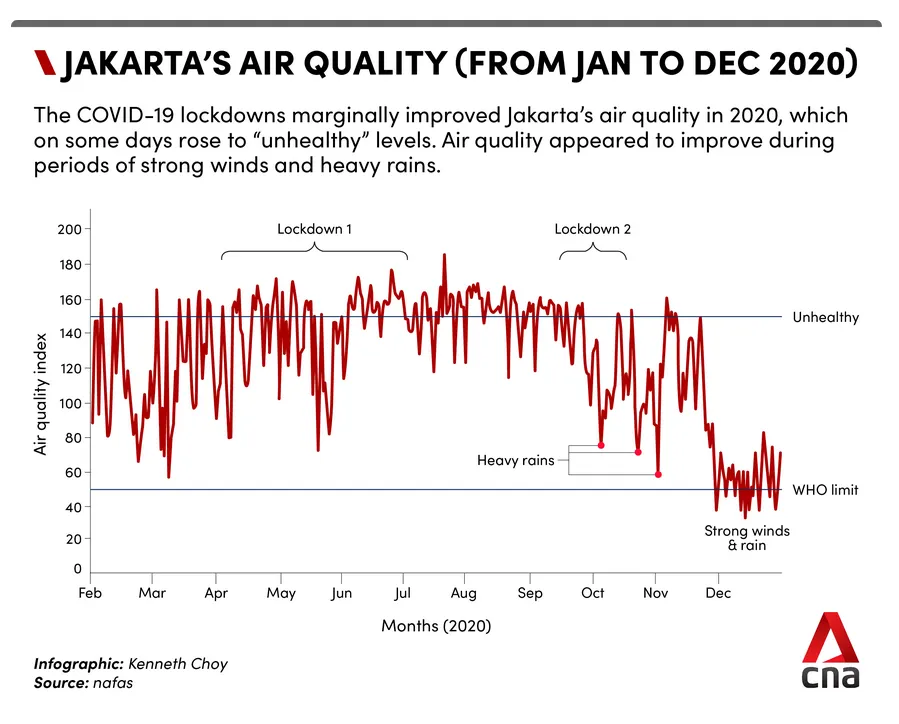 JAKARTA'S AIR QUALITY (FROM JAN TO DEC 2020)
The COVID-19 lockdowns marginally improved Jakarta's air quality in 2020, which
on some days rose to “unhealthy” levels. Air quality appeared to improve during
periods of strong winds and heavy rains.
Lockdown 1
Lockdown 2
Air quality index
200
180
160
140
120
100
80
60
40
20
0
Unhealthy
WHO limit
Heavy rains
Strong winds
& rain
Feb Mar Apr May Jun Jul Aug Sep Oct Nov Dec
Months (2020)
Infographic: Kenneth Choy
Source: nafas
cna